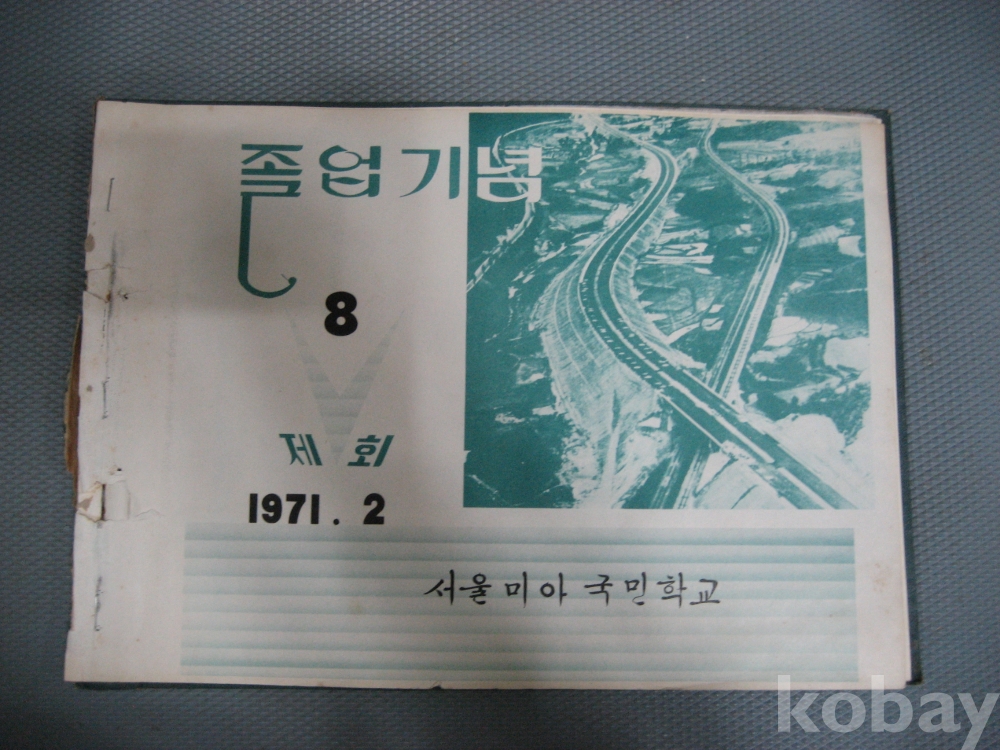 졸업기념
8
제 회
1971. 2
서울미아국민학교
kobay